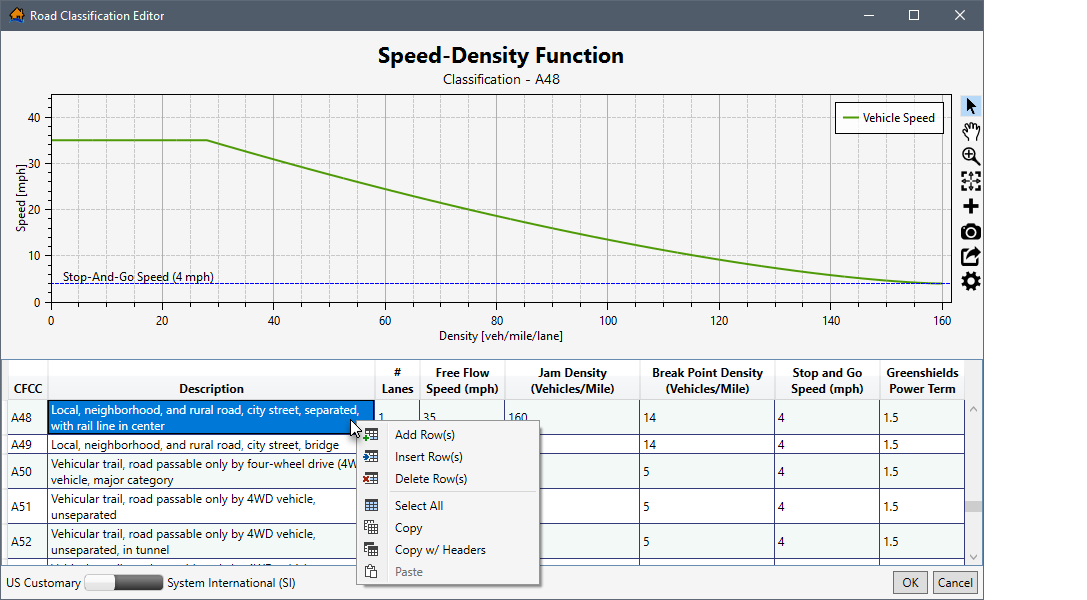 Road Classification Editor
Speed-Density Function
Classification - A48
Vehicle Speed
Speed [mph]
40
30
20
10
0
Stop-And-Go Speed (4 mph)
0 20 40 60 80 100 120 140 160
Density [veh/mile/lane]
CFCC Description # Lanes Free Flow Speed (mph) Jam Density (Vehicles/Mile) Break Point Density (Vehicles/Mile) Stop and Go Speed (mph) Greenshields Power Term
A48 Local, neighborhood, and rural road, city street, separated, 1 35 160 14 4 1.5
with rail line in center
A49 Local, neighborhood, and rural road, city street, bridge 14 4 1.5
A50 Vehicular trail, road passable only by four-wheel drive (4W 5 4 1.5
vehicle, major category
A51 Vehicular trail, road passable only by 4WD vehicle, 5 4 1.5
unseparated
A52 Vehicular trail, road passable only by 4WD vehicle, 5 4 1.5
unseparated, in tunnel
Add Row(s)
Insert Row(s)
Delete Row(s)
Select All
Copy
Copy w/ Headers
Paste
US Customary System International (SI) OK Cancel